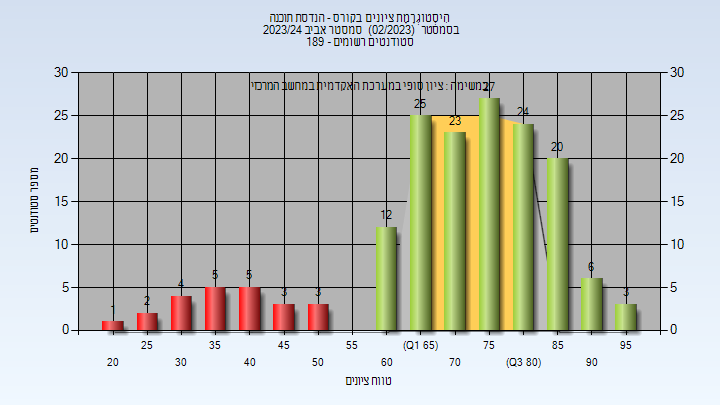 היסטוגרמת ציונים בקורס - הנדסת תוכנה
בסמסטר (02/2023) סמסטר אביב 2023/24
סטודנטים רשומים - 189
במשימה : ציון סופי במערכת האקדמית במחשב המרכזי
מספר סטודנטים
30 30
25 25
20 20
15 15
10 10
5 5
0 0
1 2 4 5 5 3 3 12 25 23 27 24 20 6 3
25 35 45 55 (Q1 65) 75 85 95
20 30 40 50 60 70 (Q3 80) 90
טווח ציונים